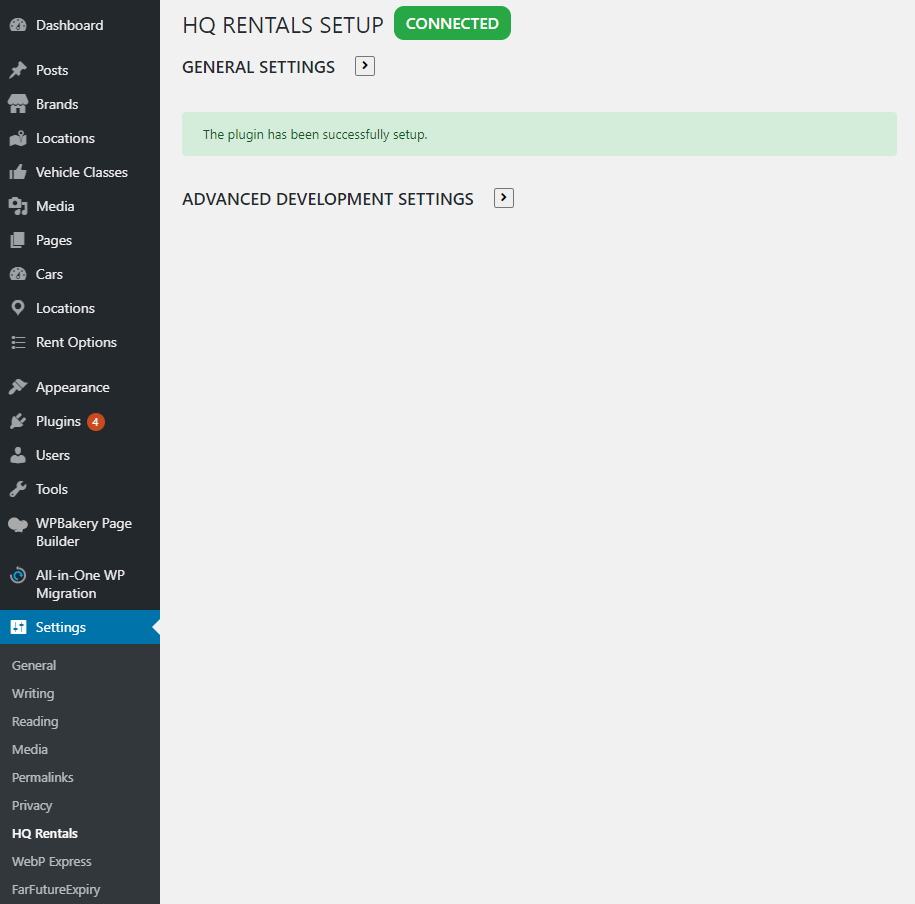 Dashboard
Posts
Brands
Locations
Vehicle Classes
Media
Pages
Cars
Locations
Rent Options
Appearance
Plugins 4
Users
Tools
WPBakery Page
Builder
All-in-One WP
Migration
Settings
General
Writing
Reading
Media
Permalinks
Privacy
HQ Rentals
WebP Express
FarFutureExpiry
HQ RENTALS SETUP CONNECTED
GENERAL SETTINGS
The plugin has been successfully setup.
ADVANCED DEVELOPMENT SETTINGS